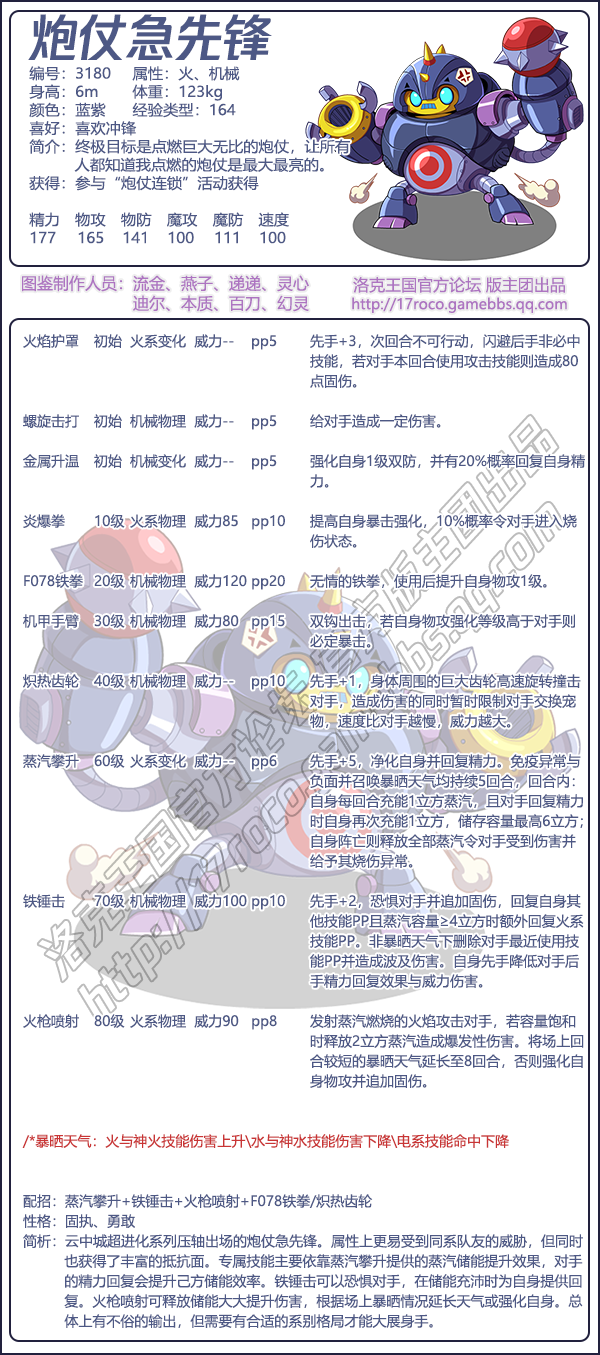 炮仗急先锋
编号：3180 属性：火、机械
身高：6m 体重：123kg
颜色：蓝紫 经验类型：164
喜好：喜欢冲锋
简介：终极目标是点燃巨大无比的炮仗，让所有
人都知道我点燃的炮仗是最大最亮的。
获得：参与“炮仗连锁”活动获得
精力 物攻 物防 魔攻 魔防 速度
177 165 141 100 111 100
图鉴制作人员：流金、燕子、递递、灵心
迪尔、本质、百刀、幻灵
洛克王国官方论坛 版主团出品
http://17roco.gamebbs.qq.com
火焰护罩 初始 火系变化 威力-- pp5 先手+3，次回合不可行动，闪避后手非必中
技能，若对手本回合使用攻击技能则造成80
点固伤。
螺旋击打 初始 机械物理 威力-- pp5 给对手造成一定伤害。
金属升温 初始 机械变化 威力-- pp5 强化自身1级双防，并有20%概率回复自身精
力。
炎爆拳 10级 火系物理 威力85 pp10 提高自身暴击强化，10%概率令对手进入烧
伤状态。
F078铁拳 20级 机械物理 威力120 pp20 无情的铁拳，使用后提升自身物攻1级。
机甲手臂 30级 机械物理 威力80 pp15 双钩出击，若自身物攻强化等级高于对手则
必定暴击。
炽热齿轮 40级 机械物理 威力-- pp10 先手+1，身体周围的巨大齿轮高速旋转撞击
对手，造成伤害的同时暂时限制对手交换宠
物，速度比对手越慢，威力越大。
蒸汽攀升 60级 火系变化 威力-- pp6 先手+5，净化自身并回复精力。免疫异常与
负面并召唤暴晒天气均持续5回合，回合内：
自身每回合充能1立方蒸汽，且对手回复精力
时自身再次充能1立方，储存容量最高6立方；
自身阵亡则释放全部蒸汽令对手受到伤害并
给予其烧伤异常。
铁锤击 70级 机械物理 威力100 pp10 先手+2，恐惧对手并追加固伤，回复自身其
他技能PP且蒸汽容量≥4立方时额外回复火系
技能PP。非暴晒天气下删除对手最近使用技
能PP并造成波及伤害。自身先手降低对手后
手精力回复效果与威力伤害。
火枪喷射 80级 火系物理 威力90 pp8 发射蒸汽燃烧的火焰攻击对手，若容量饱和
时释放2立方蒸汽造成爆发性伤害。将场上回
合较短的暴晒天气延长至8回合，否则强化自
身物攻并追加固伤。
洛克王国官方论坛 版主团出品
http://17roco.gamebbs.qq.com
/*暴晒天气：火与神火技能伤害上升\水与神水技能伤害下降\电系技能命中下降
配招：蒸汽攀升+铁锤击+火枪喷射+F078铁拳/炽热齿轮
性格：固执、勇敢
简析：云中城超进化系列压轴出场的炮仗急先锋。属性上更易受到同系队友的威胁，但同时
也获得了丰富的抵抗面。专属技能主要依靠蒸汽攀升提供的蒸汽储能提升效果，对手
的精力回复会提升己方储能效率。铁锤击可以恐惧对手，在储能充沛时为自身提供回
复。火枪喷射可释放储能大大提升伤害，根据场上暴晒情况延长天气或强化自身。总
体上有不俗的输出，但需要有合适的系别格局才能大展身手。